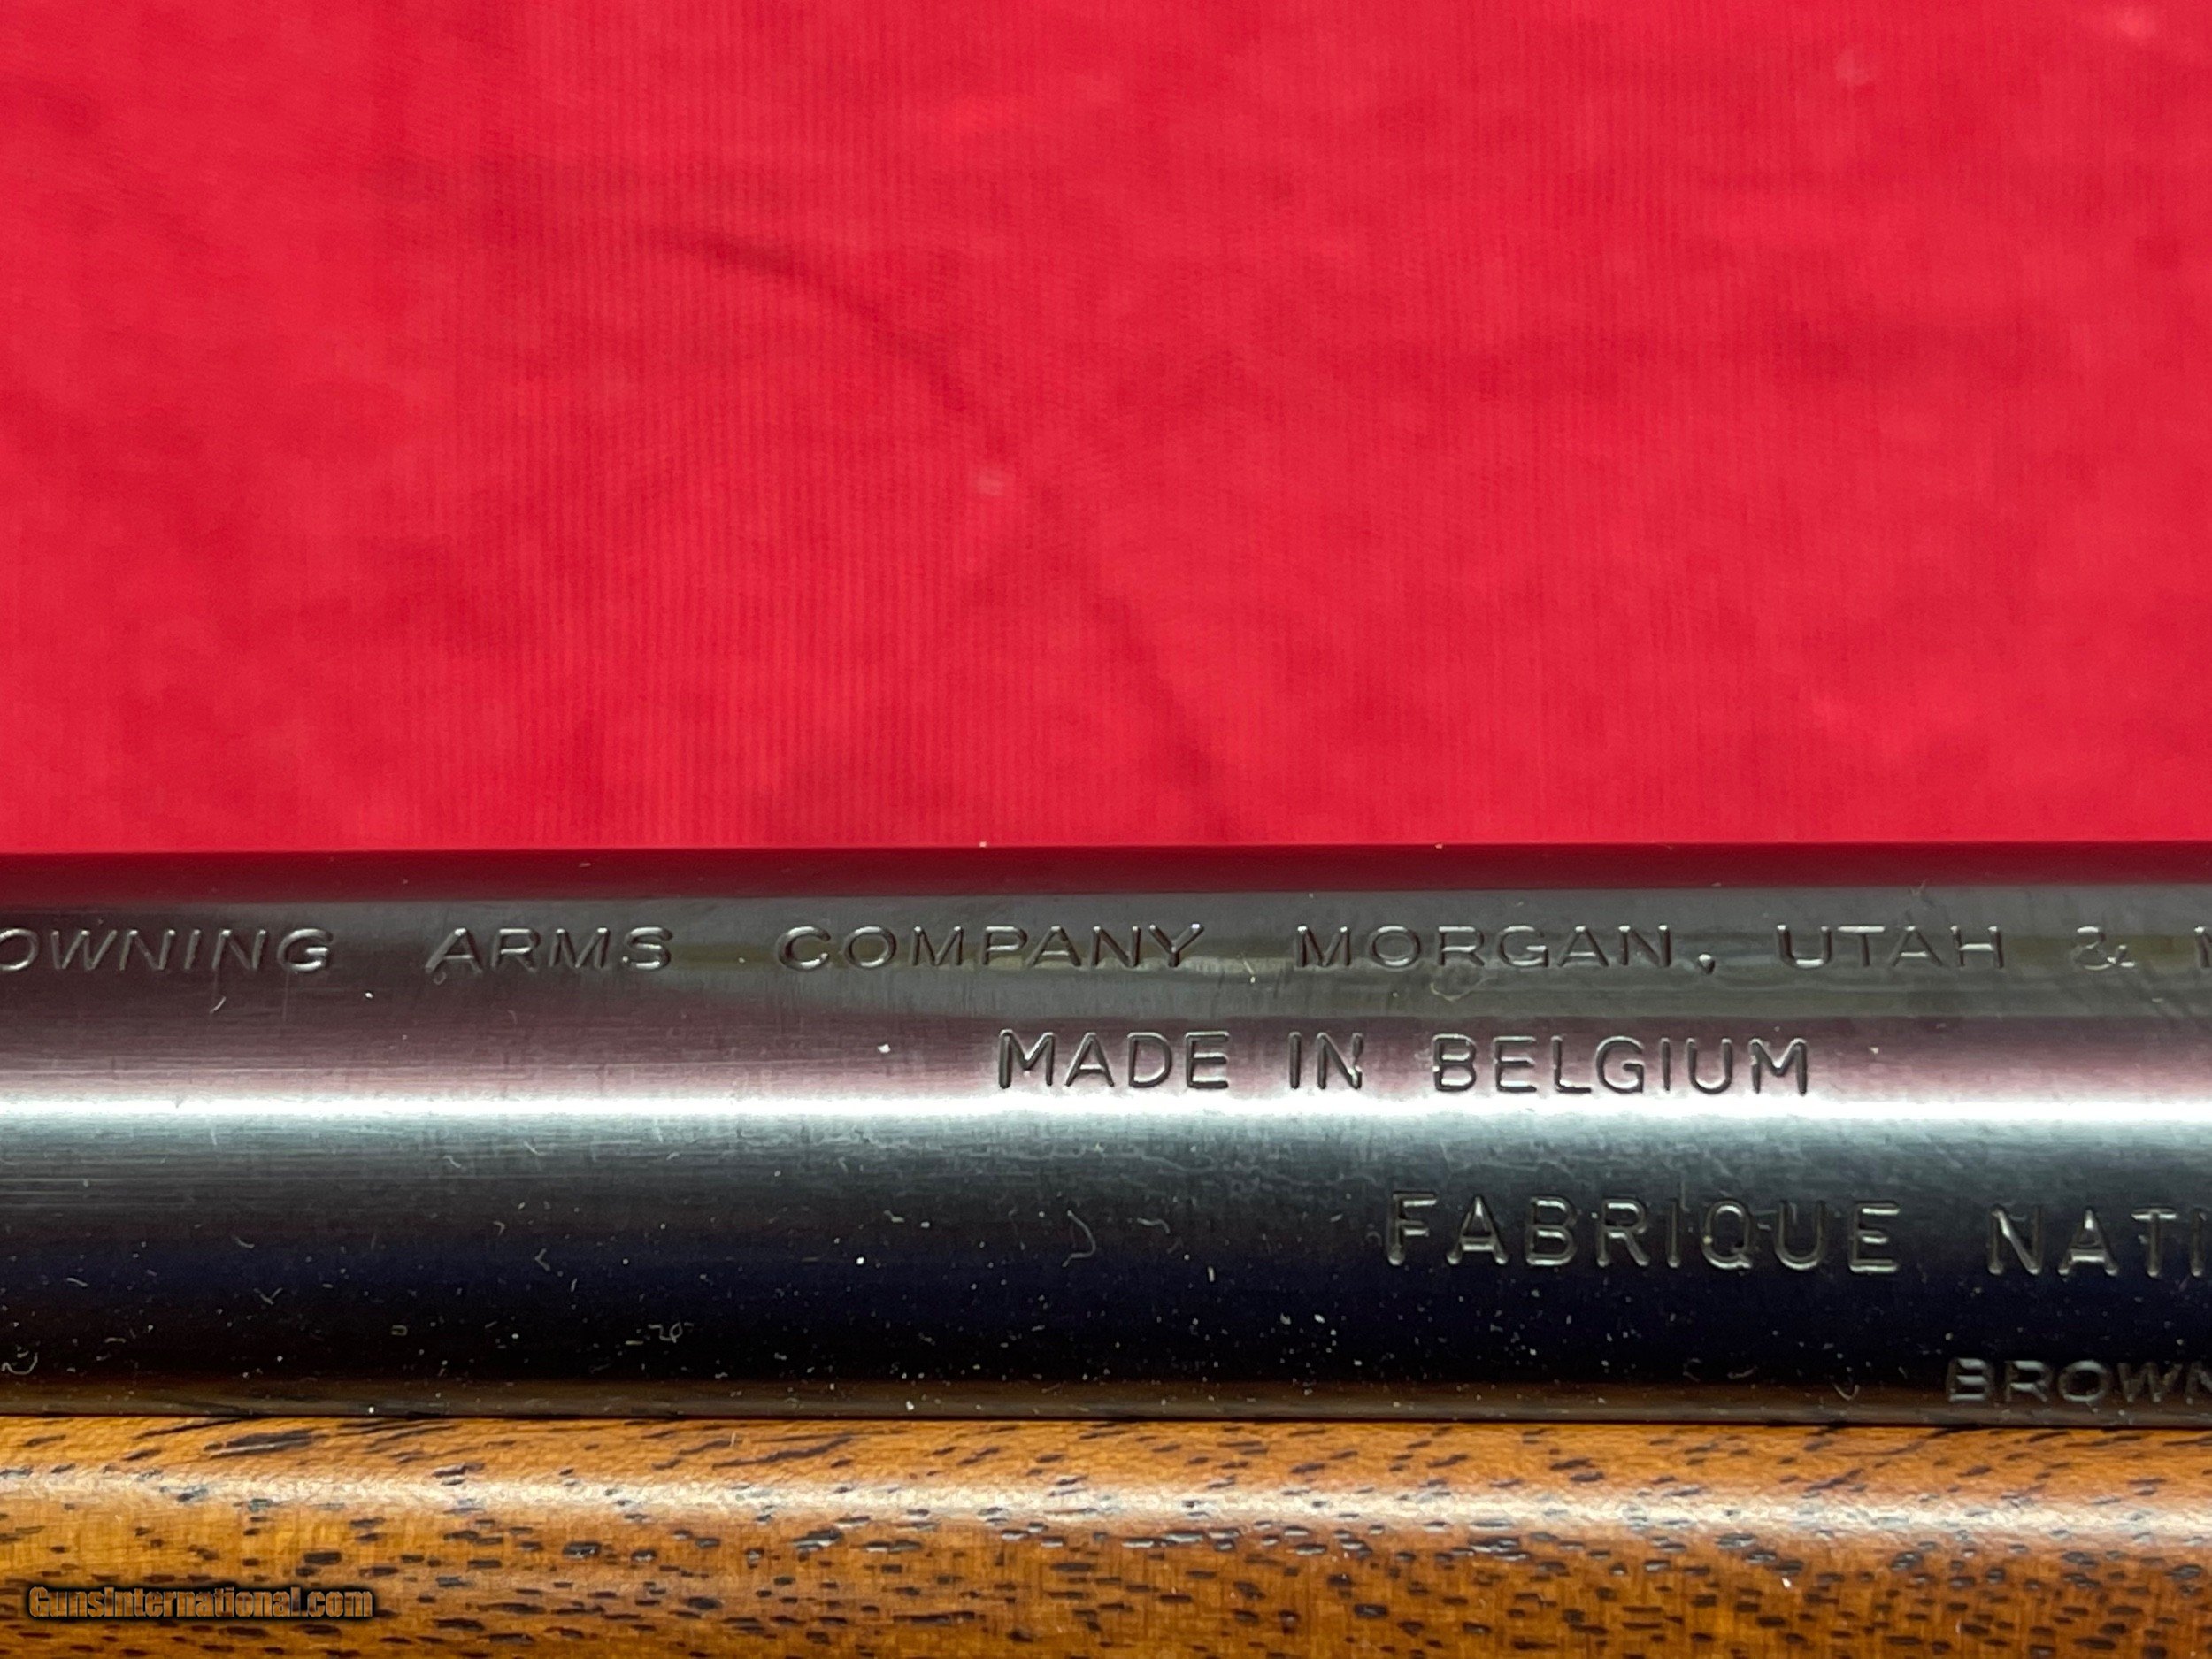 OWNING ARMS COMPANY MORGAN, UTAH &
MADE IN BELGIUM
FABRIQUE NATI
BROWN
GunsInternational.com